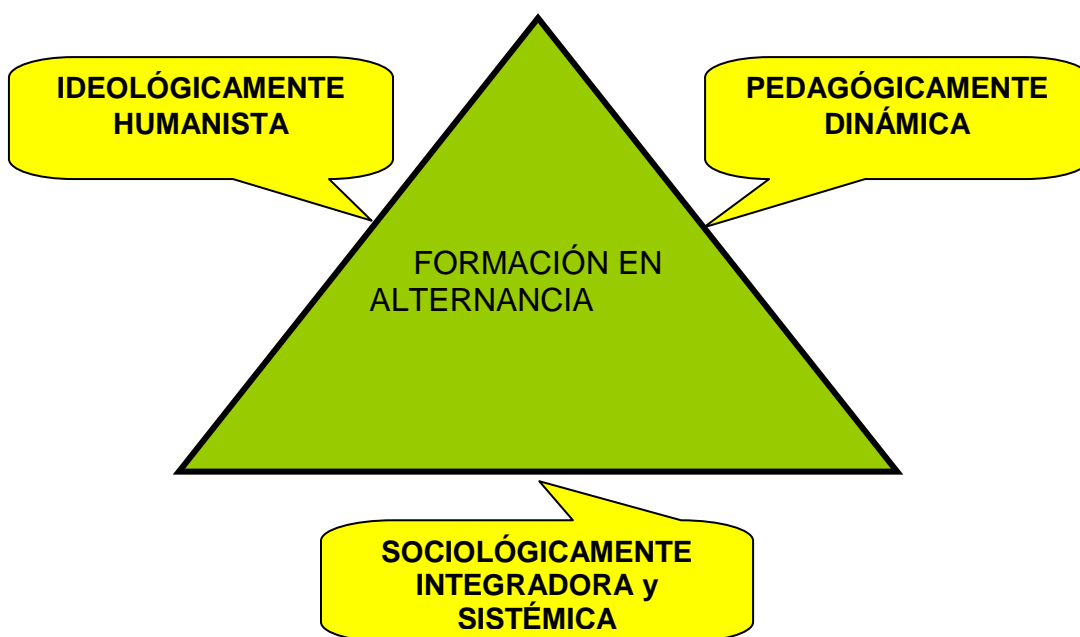 IDEOLÓGICAMENTE
HUMANISTA
PEDAGÓGICAMENTE
DINÁMICA
FORMACIÓN EN
ALTERNANCIA
SOCIOLÓGICAMENTE
INTEGRADORA y
SISTÉMICA